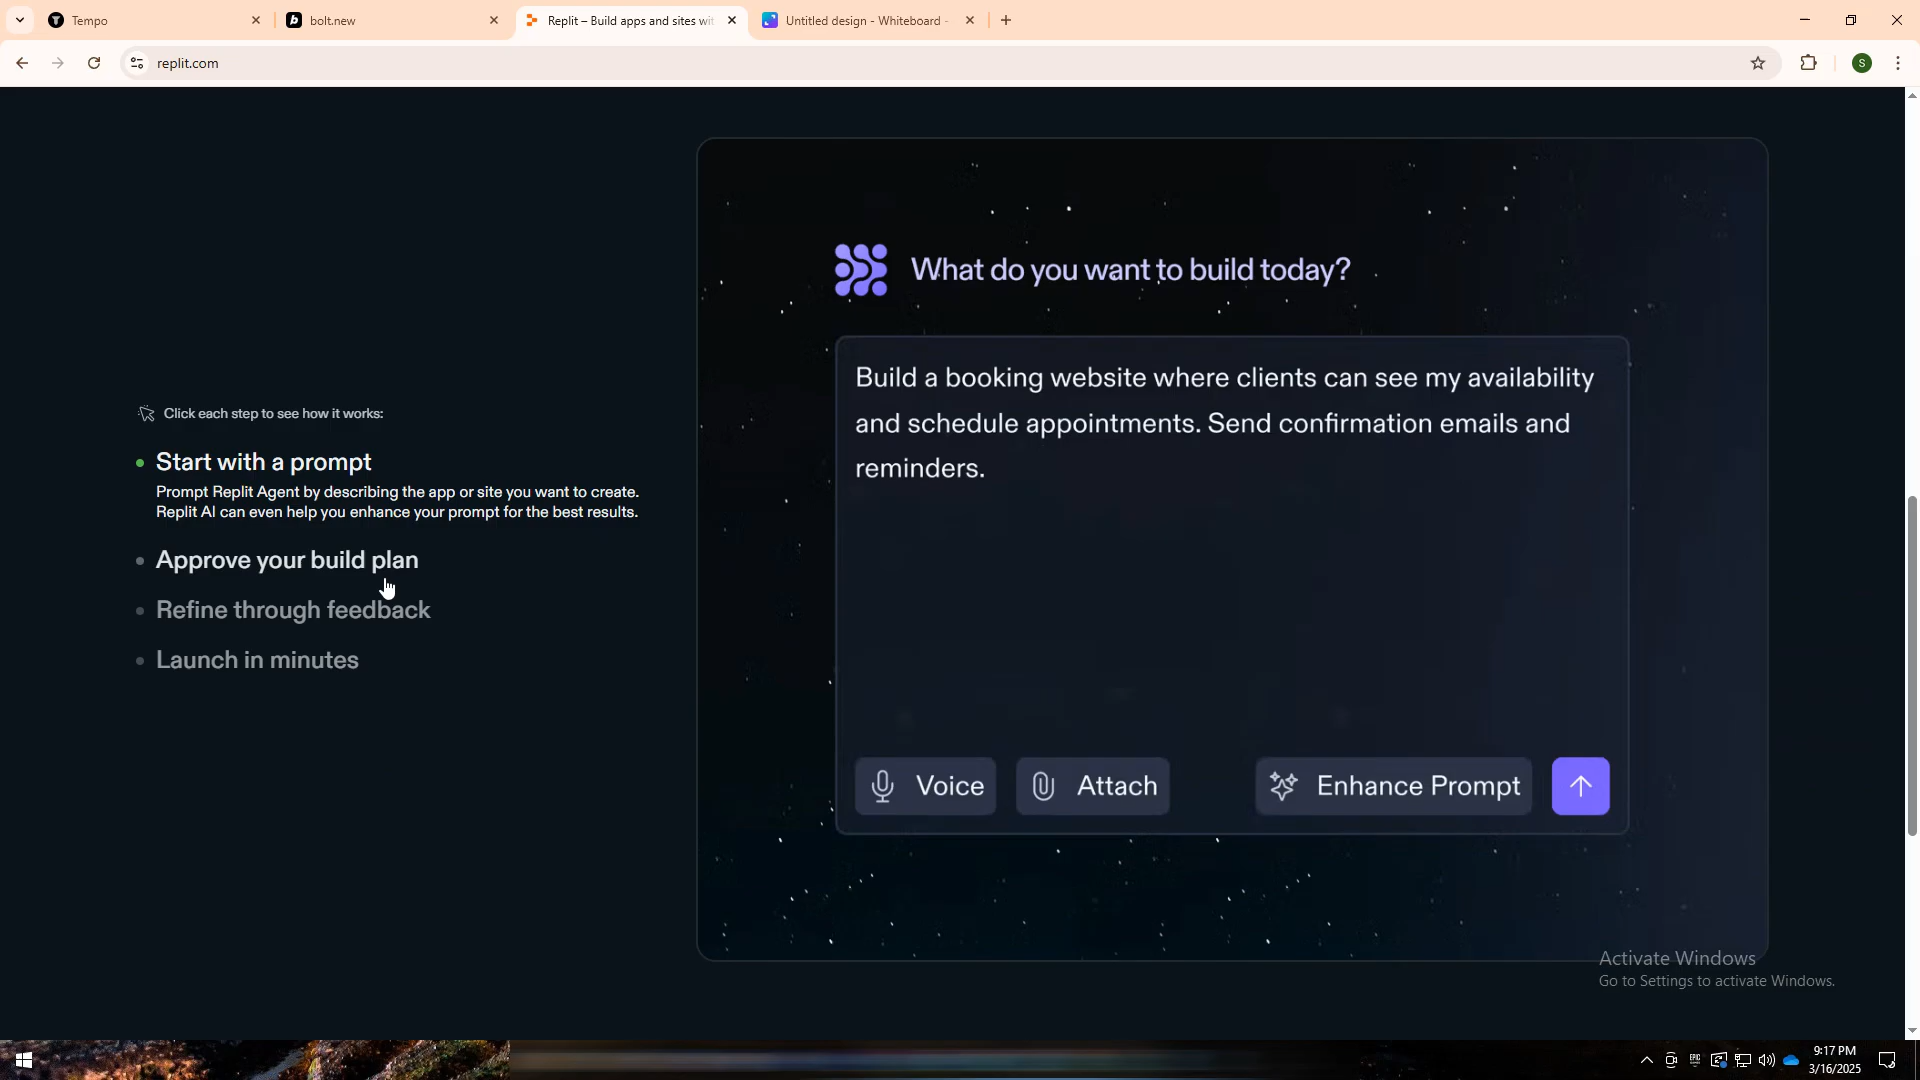 Tempo
bolt.new
Replit – Build apps and sites wit
Untitled design - Whiteboard -
replit.com
S
What do you want to build today?
Build a booking website where clients can see my availability
and schedule appointments. Send confirmation emails and
reminders.
Click each step to see how it works:
Start with a prompt
Prompt Replit Agent by describing the app or site you want to create.
Replit AI can even help you enhance your prompt for the best results.
Approve your build plan
Refine through feedback
Launch in minutes
Voice
Attach
Enhance Prompt
Activate Windows
Go to Settings to activate Windows.
9:17 PM
3/16/2025